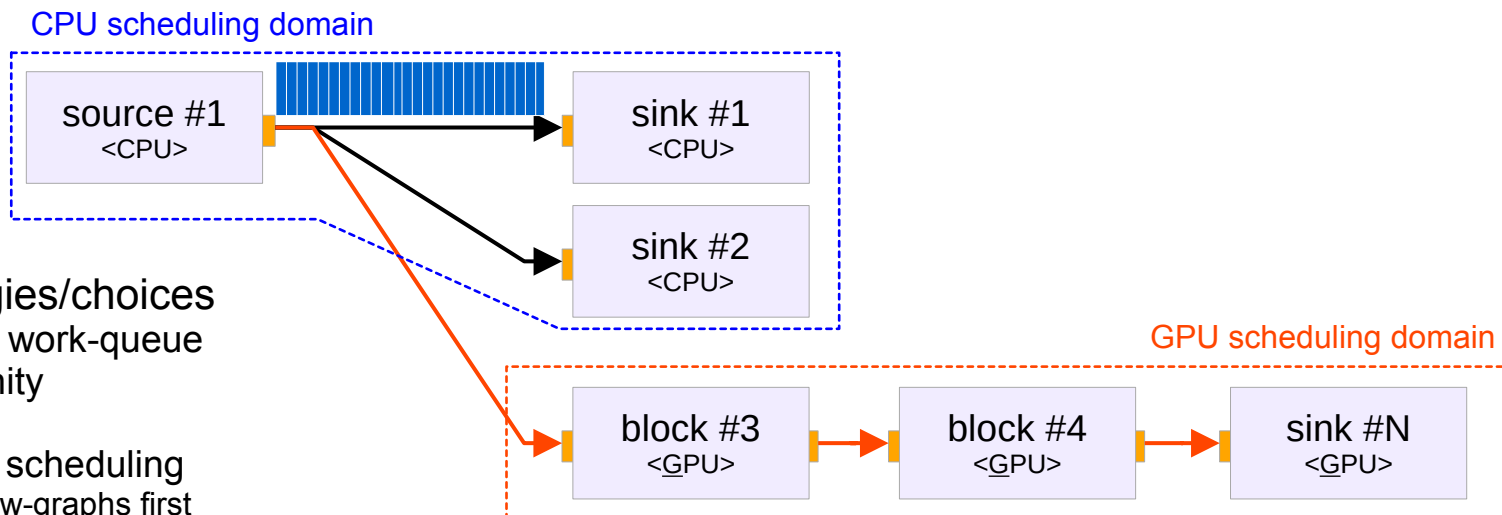 CPU scheduling domain
source #1
<CPU>
sink #1
<CPU>
sink #2
<CPU>
work-queue
GPU scheduling domain
block #3
<GPU>
block #4
<GPU>
sink #N
<GPU>
scheduling
first